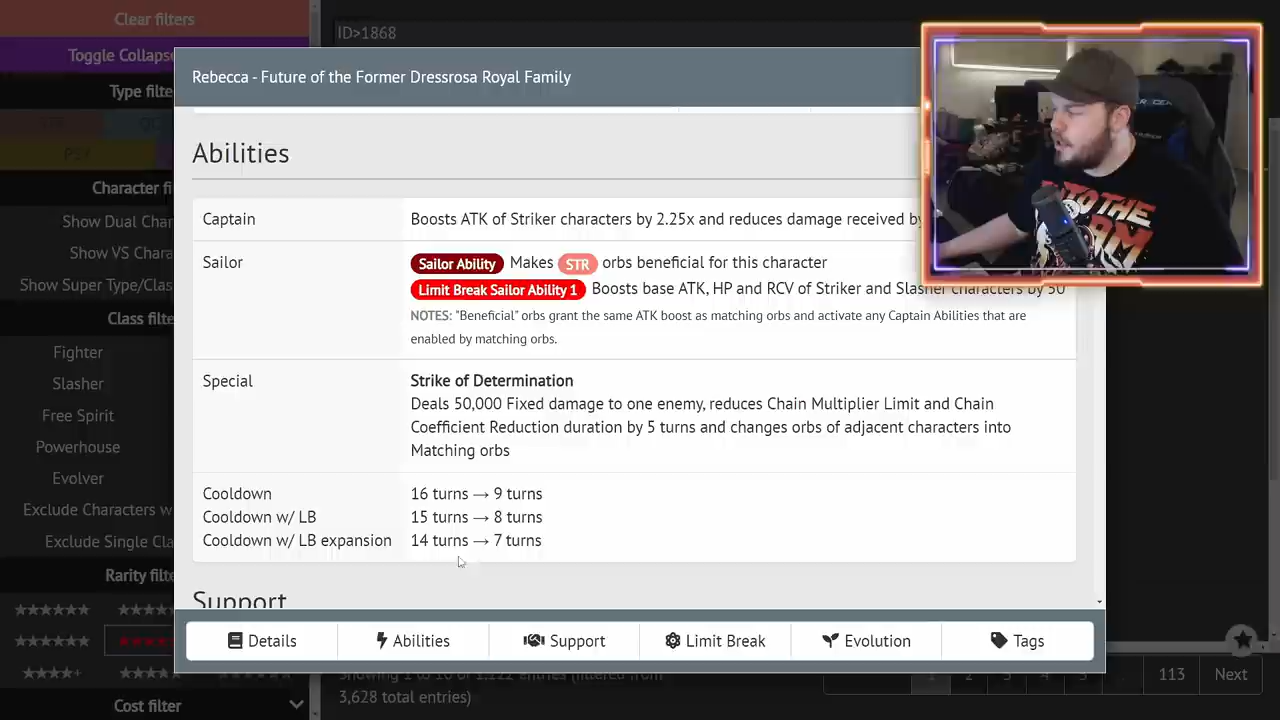 Clear filters
ID>1868
Toggle Collaps
Rebecca - Future of the Former Dressrosa Royal Family
Type filte
PSY
Abilities
Character fi
Show Dual Char
Captain
Boosts ATK of Striker characters by 2.25x and reduces damage received by
Show VS Chara
Sailor
Sailor Ability Makes STR orbs beneficial for this character
Show Super Type/Clas
Limit Break Sailor Ability 1 Boosts base ATK, HP and RCV of Striker and Slasher characters by 50
NOTES: "Beneficial" orbs grant the same ATK boost as matching orbs and activate any Captain Abilities that are
Class filte
enabled by matching orbs.
Fighter
Slasher
Special
Strike of Determination
Free Spirit
Deals 50,000 Fixed damage to one enemy, reduces Chain Multiplier Limit and Chain
Powerhouse
Coefficient Reduction duration by 5 turns and changes orbs of adjacent characters into
Matching orbs
Evolver
Cooldown
16 turns → 9 turns
Exclude Characters w
Cooldown w/ LB
15 turns → 8 turns
Exclude Single Cla
Cooldown w/ LB expansion
14 turns → 7 turns
Rarity filte
Support
Details
Abilities
Support
Limit Break
Evolution
Tags
113
Next
3,628 total entries)
Cost filter
INTO THE